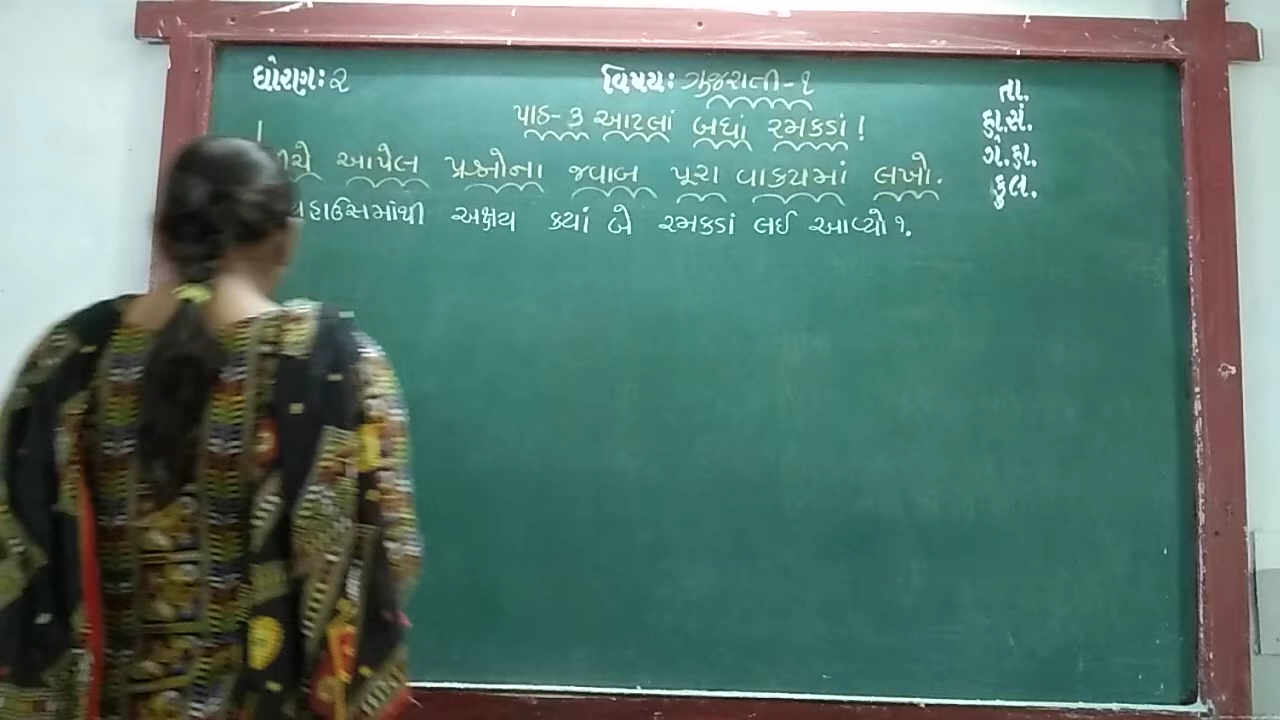 ધોરણ: ૨
વિષય: ગુજરાતી-૧
તા.
હા.સં.
ગે.હા.
કુલ.
પાઠ- ૩ આટલાં બધાં રમકડાં !
આપેલ પ્રશ્નોના જવાબ પૂરા વાક્યમાં લખો.
અક્ષય ક્યાં બે રમકડાં લઈ આવ્યો ?.